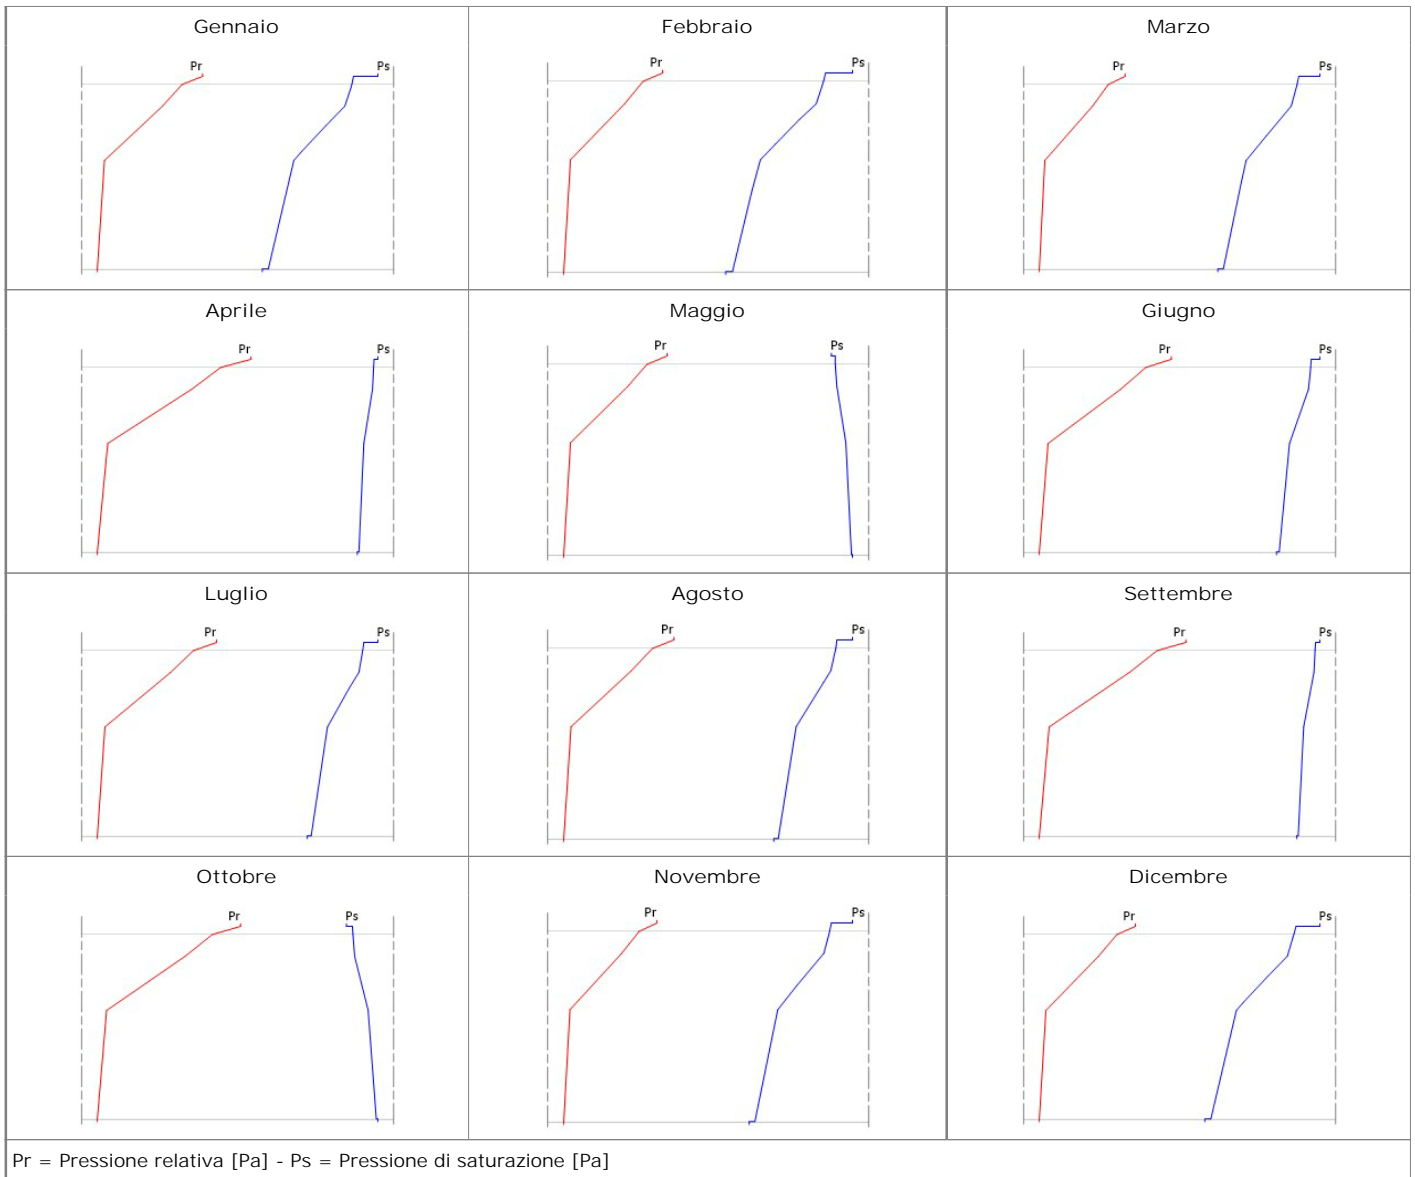 Gennaio
Febbraio
Marzo
Pr
Ps
Pr
Ps
Pr
Ps
Aprile
Maggio
Giugno
Pr
Ps
Pr
Ps
Pr
Ps
Luglio
Agosto
Settembre
Pr
Ps
Pr
Ps
Pr
Ps
Ottobre
Novembre
Dicembre
Pr
Ps
Pr
Ps
Pr
Ps
Pr = Pressione relativa [Pa] - Ps = Pressione di saturazione [Pa]